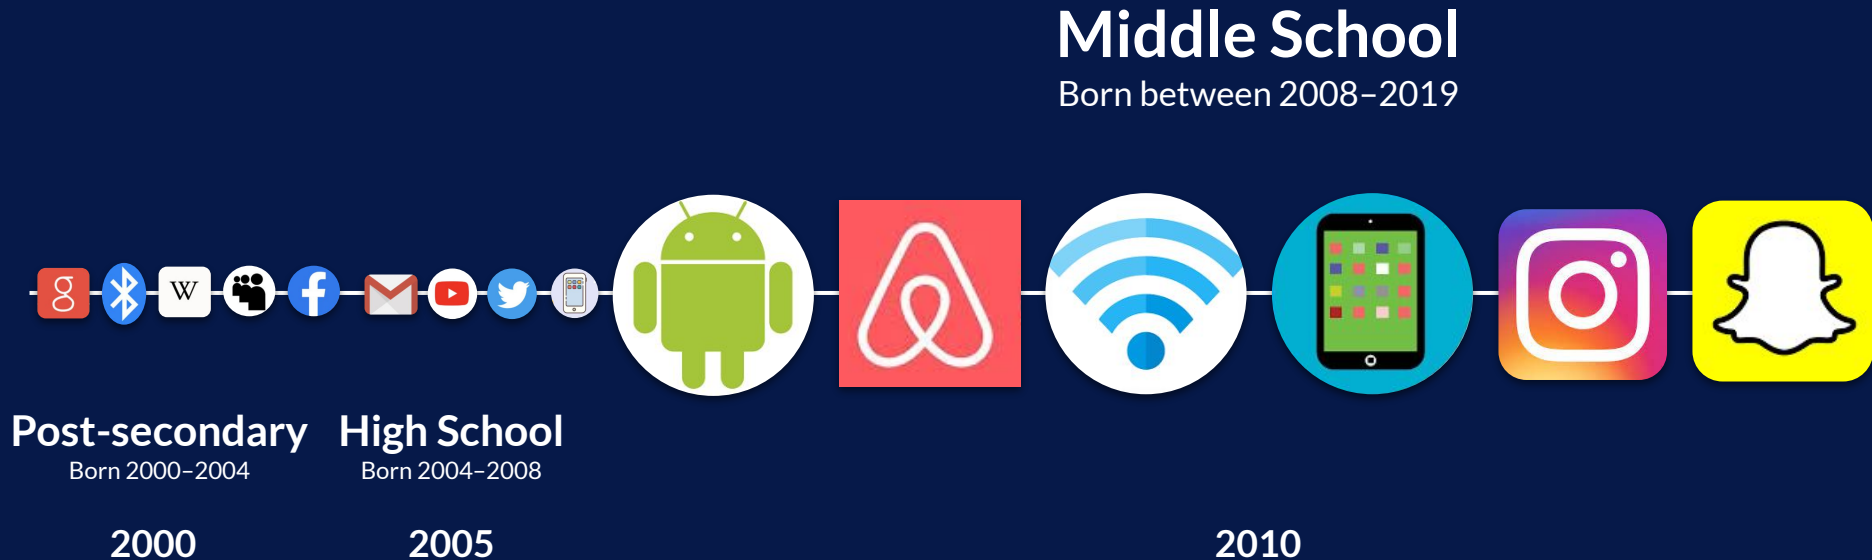 Middle School
Born between 2008–2019
g
W
Post-secondary
Born 2000–2004
High School
Born 2004–2008
2000
2005
2010